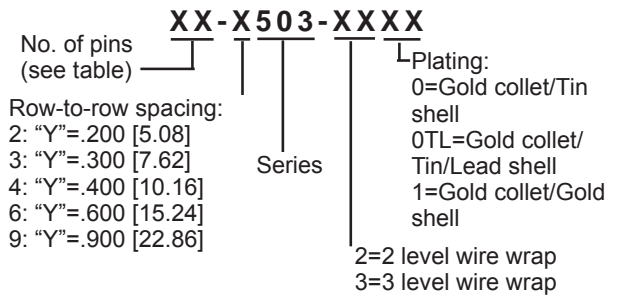 XX-X503-XXXX
No. of pins
(see table)
Row-to-row spacing:
2: “Y”=.200 [5.08]
3: “Y”=.300 [7.62]
4: “Y”=.400 [10.16]
6: “Y”=.600 [15.24]
9: “Y”=.900 [22.86]
Series
Plating:
0=Gold collet/Tin
shell
0TL=Gold collet/
Tin/Lead shell
1=Gold collet/Gold
shell
2=2 level wire wrap
3=3 level wire wrap